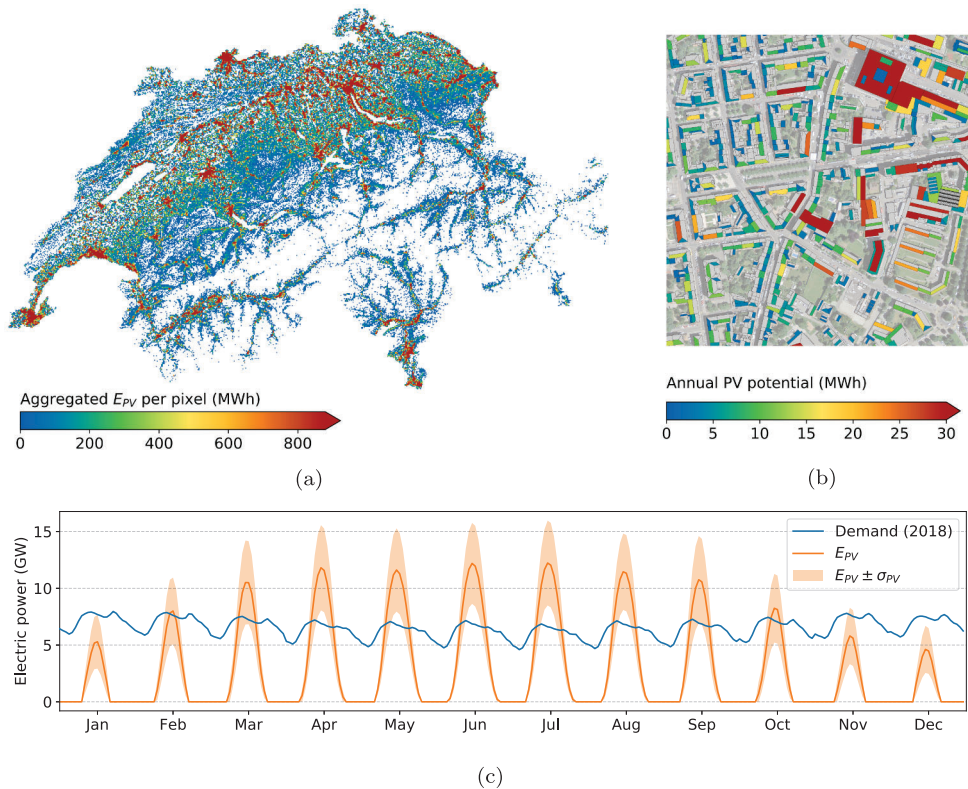 Aggregated E_PV per pixel (MWh)
0 200 400 600 800
(a)
Annual PV potential (MWh)
0 5 10 15 20 25 30
(b)
Electric power (GW)
15
10
5
0
Demand (2018)
E_PV
E_PV ± σ_PV
Jan Feb Mar Apr May Jun Jul Aug Sep Oct Nov Dec
(c)